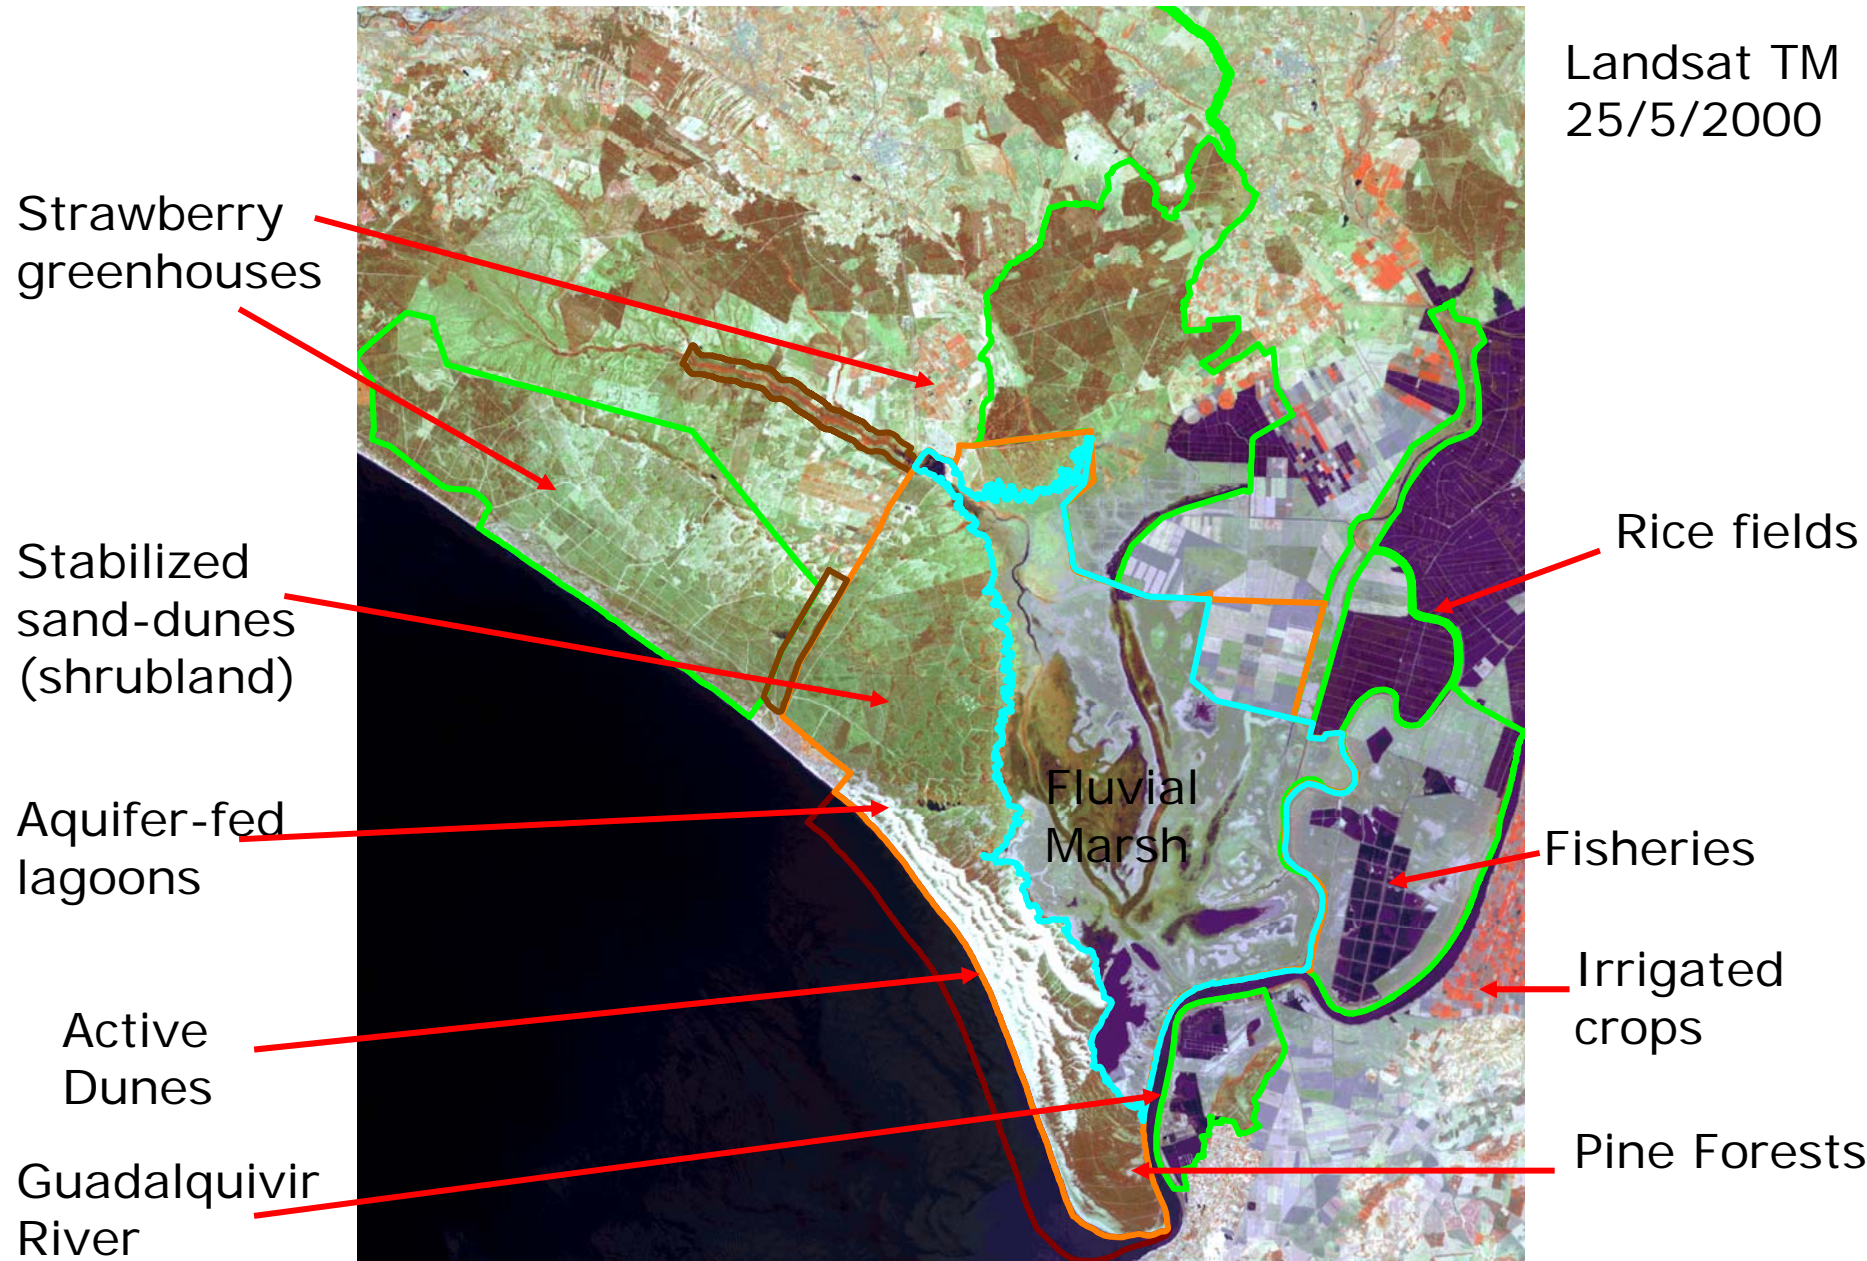 Landsat TM
25/5/2000
Strawberry
greenhouses
Stabilized
sand-dunes
(shrubland)
Aquifer-fed
lagoons
Active
Dunes
Guadalquivir
River
Fluvial
Marsh
Rice fields
Fisheries
Irrigated
crops
Pine Forests